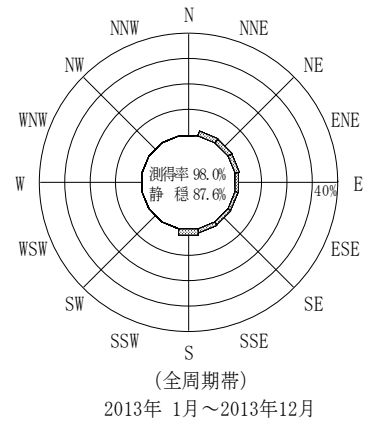 N
NNW NNE
NW NE
WNW ENE
測得率 98.0%
静 穏 87.6%
W 40% E
WSW ESE
SW SE
SSW SSE
S
(全周期帯)
2013年 1月～2013年12月